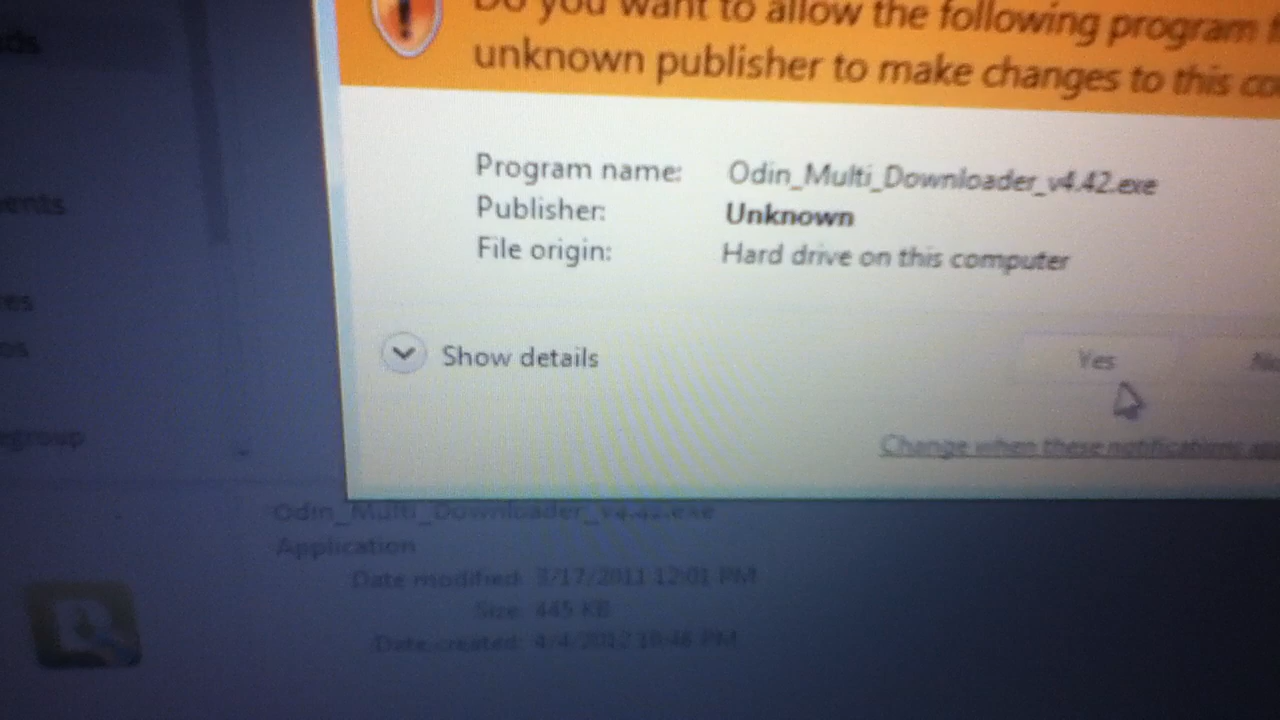 Do you want to allow the following program
unknown publisher to make changes to this
Program name: Odin_Multi_Downloader_v4.42.exe
Publisher: Unknown
File origin: Hard drive on this computer
Show details
Yes
Change when these notifications
Odin_Multi_Downloader_v4.42.exe
Application
Date modified: 3/17/2011 12:01 PM
Size: 445 KB
Date created: 4/4/2012 10:48 PM